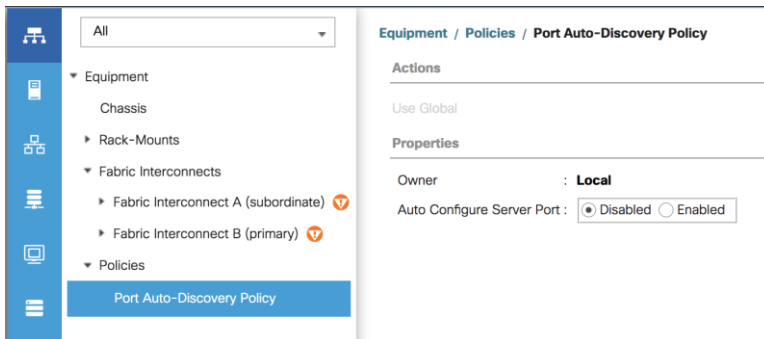 All
Equipment
Chassis
Rack-Mounts
Fabric Interconnects
Fabric Interconnect A (subordinate)
Fabric Interconnect B (primary)
Policies
Port Auto-Discovery Policy
Equipment / Policies / Port Auto-Discovery Policy
Actions
Use Global
Properties
Owner : Local
Auto Configure Server Port : Disabled Enabled